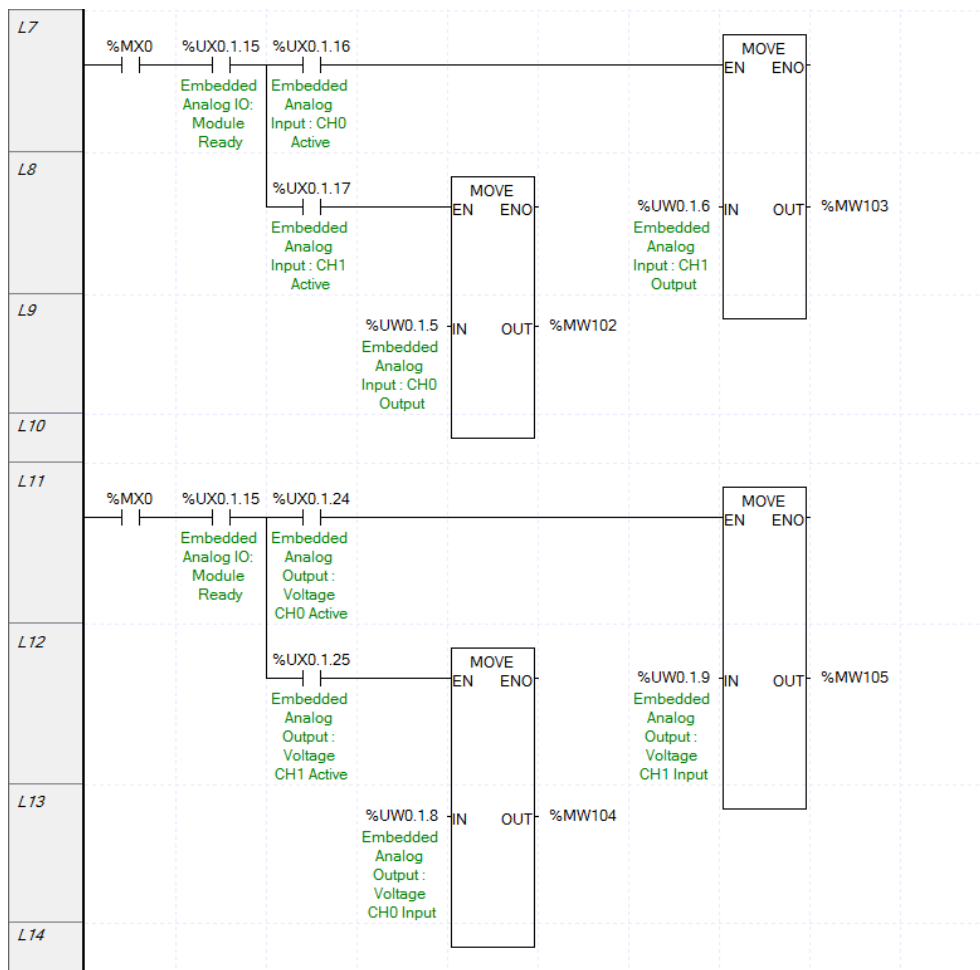 L7
%MX0 %UX0.1.15 %UX0.1.16
MOVE
EN ENO
Embedded
Analog IO:
Module
Ready
Embedded
Analog
Input : CH0
Active
L8
%UX0.1.17
MOVE
EN ENO
Embedded
Analog
Input : CH1
Active
%UW0.1.6 IN OUT %MW103
Embedded
Analog
Input : CH1
Output
L9
%UW0.1.5 IN OUT %MW102
Embedded
Analog
Input : CH0
Output
L10
L11
%MX0 %UX0.1.15 %UX0.1.24
MOVE
EN ENO
Embedded
Analog IO:
Module
Ready
Embedded
Analog
Output :
Voltage
CH0 Active
L12
%UX0.1.25
MOVE
EN ENO
Embedded
Analog
Output :
Voltage
CH1 Active
%UW0.1.9 IN OUT %MW105
Embedded
Analog
Output :
Voltage
CH1 Input
L13
%UW0.1.8 IN OUT %MW104
Embedded
Analog
Output :
Voltage
CH0 Input
L14